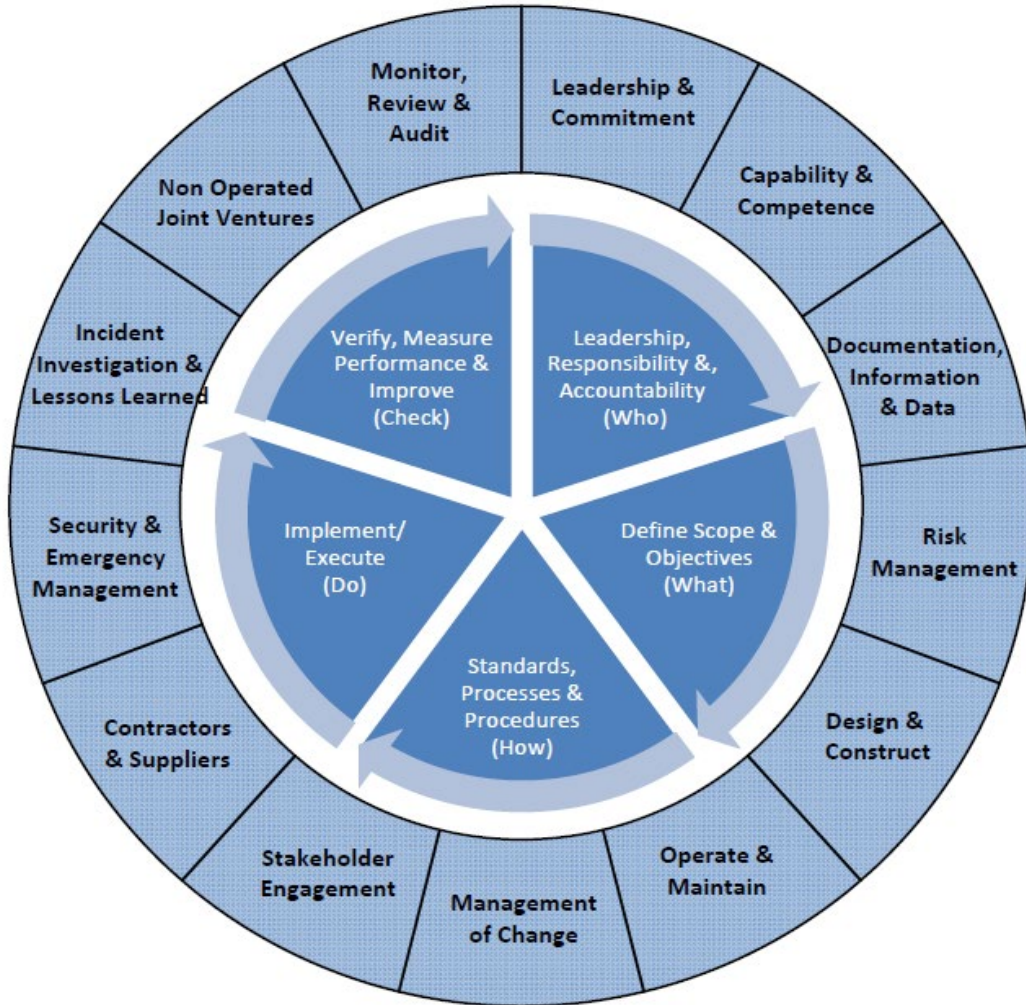 Leadership &
Commitment
Capability &
Competence
Documentation,
Information
& Data
Risk
Management
Design &
Construct
Operate &
Maintain
Management
of Change
Stakeholder
Engagement
Contractors
& Suppliers
Security &
Emergency
Management
Incident
Investigation &
Lessons Learned
Non Operated
Joint Ventures
Monitor,
Review &
Audit
Leadership,
Responsibility &,
Accountability
(Who)
Define Scope &
Objectives
(What)
Standards,
Processes &
Procedures
(How)
Implement/
Execute
(Do)
Verify, Measure
Performance &
Improve
(Check)